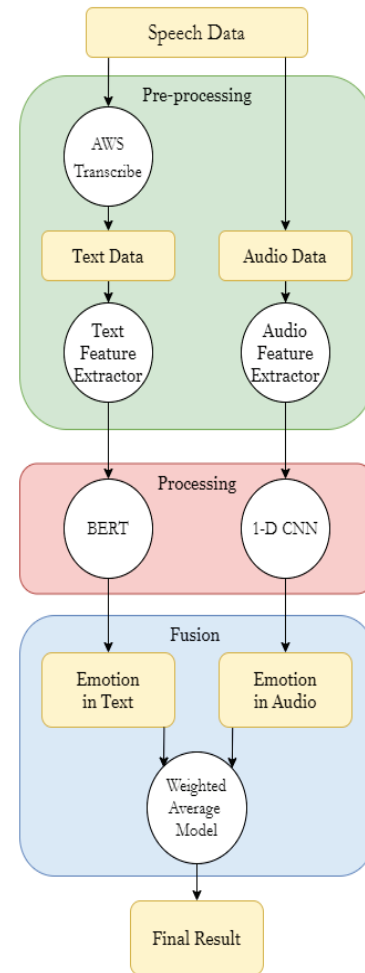 Speech Data
Pre-processing
AWS
Transcribe
Text Data
Audio Data
Text
Feature
Extractor
Audio
Feature
Extractor
Processing
BERT
1-D CNN
Fusion
Emotion
in Text
Emotion
in Audio
Weighted
Average
Model
Final Result